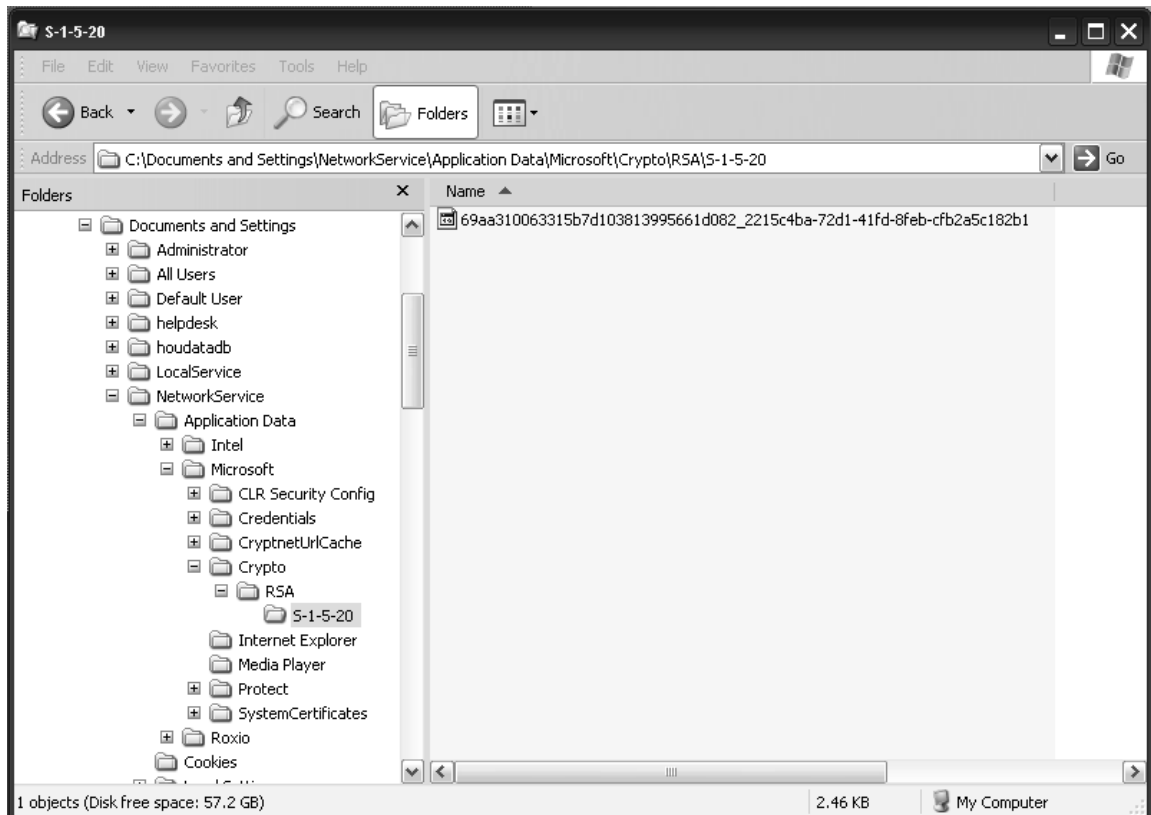 S-1-5-20
File Edit View Favorites Tools Help
Back Search Folders
Address C:\Documents and Settings\NetworkService\Application Data\Microsoft\Crypto\RSA\S-1-5-20 Go
Folders x Name
69aa310063315b7d103813995661d082_2215c4ba-72d1-41fd-8feb-cfb2a5c182b1
Documents and Settings
Administrator
All Users
Default User
helpdesk
houdatadb
LocalService
NetworkService
Application Data
Intel
Microsoft
CLR Security Config
Credentials
CryptnetUrlCache
Crypto
RSA
S-1-5-20
Internet Explorer
Media Player
Protect
SystemCertificates
Roxio
Cookies
1 objects (Disk free space: 57.2 GB) 2.46 KB My Computer